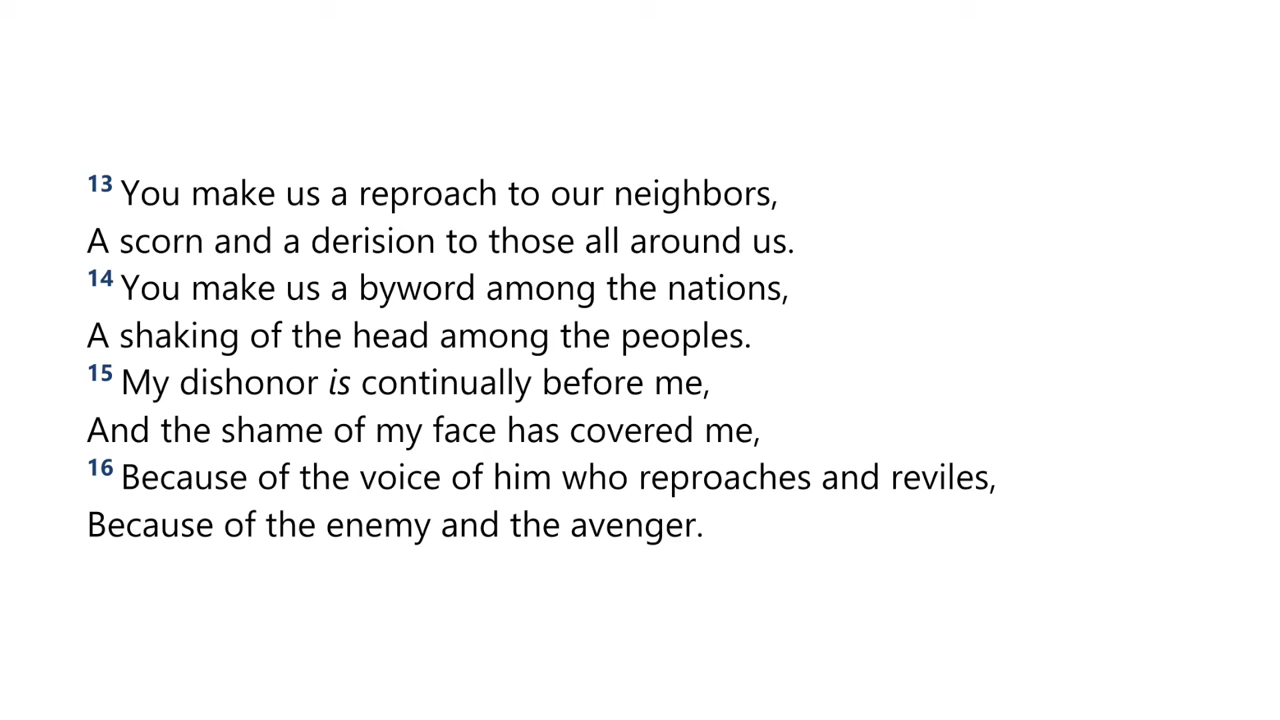 13 You make us a reproach to our neighbors,
A scorn and a derision to those all around us.
14 You make us a byword among the nations,
A shaking of the head among the peoples.
15 My dishonor is continually before me,
And the shame of my face has covered me,
16 Because of the voice of him who reproaches and reviles,
Because of the enemy and the avenger.